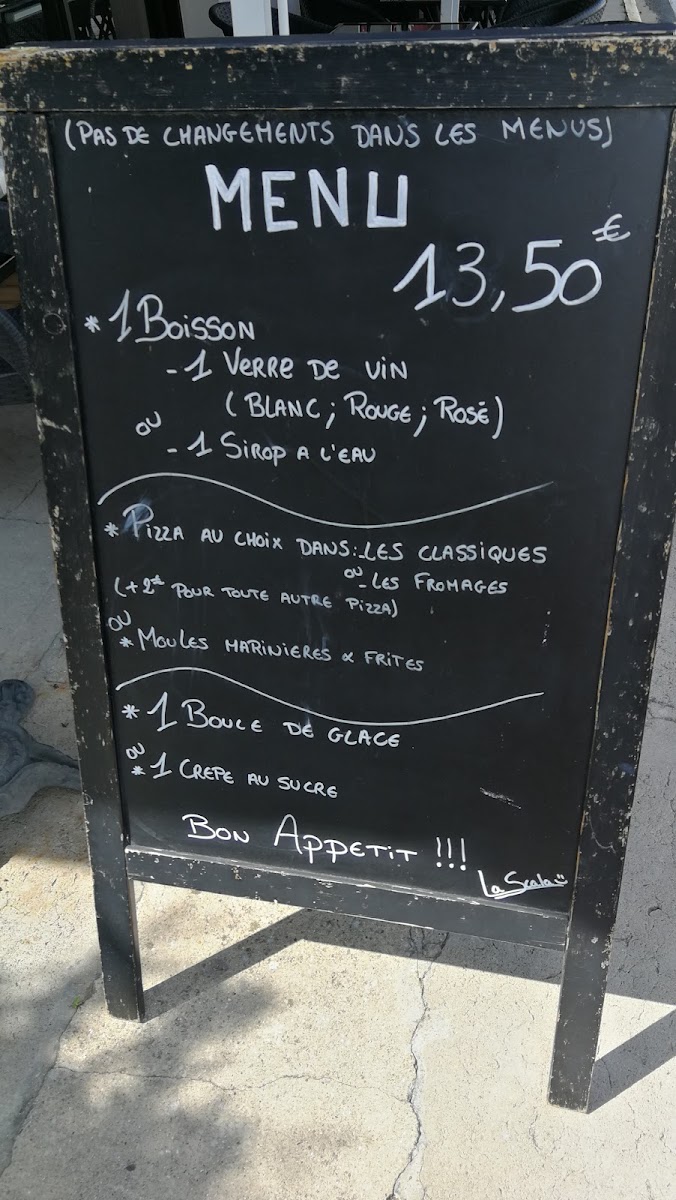 (PAS DE CHANGEMENTS DANS LES MENUS)
MENU
13,50€
* 1 BOISSON
- 1 VERRE DE VIN
(BLANC; ROUGE; ROSÉ)
OU
- 1 SIROP A L'EAU
* PIZZA AU CHOIX DANS: LES CLASSIQUES
OU
- LES FROMAGES
(+2€ POUR TOUTE AUTRE PIZZA)
OU
* MOULES MARINIERES & FRITES
* 1 BOULE DE GLACE
OU
* 1 CREPE AU SUCRE
BON APPETIT !!!
La Scala